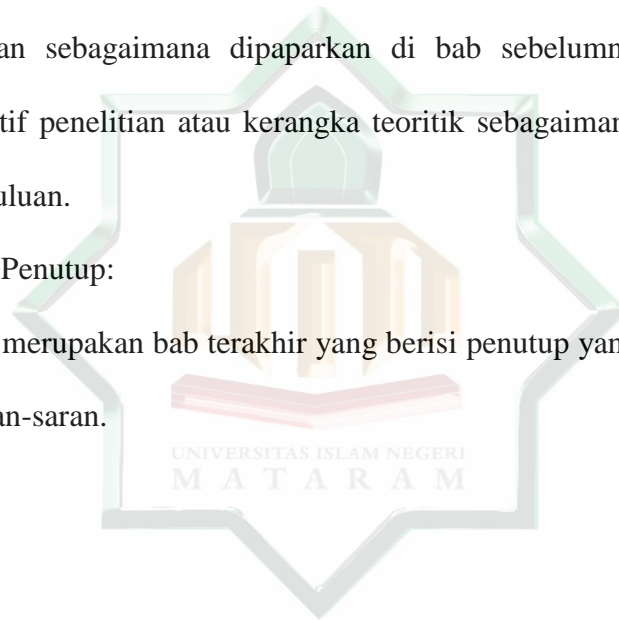 an sebagaimana dipaparkan di bab sebelumn
tif penelitian atau kerangka teoritik sebagaiman
uluan.
Penutup:
merupakan bab terakhir yang berisi penutup yan
an-saran.
UNIVERSITAS ISLAM NEGERI
MATARAM